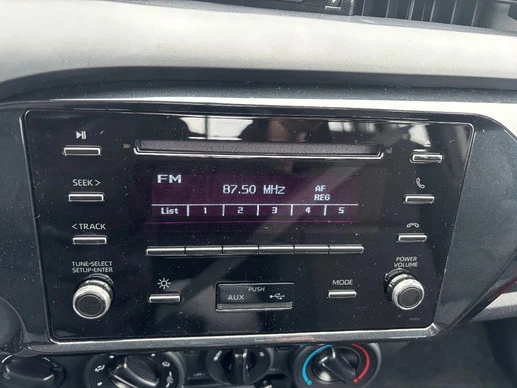 SEEK >
< TRACK
TUNE•SELECT
SETUP•ENTER
FM
87.50 MHz
AF
REG
List 1 2 3 4 5
PUSH
AUX
MODE
POWER
VOLUME